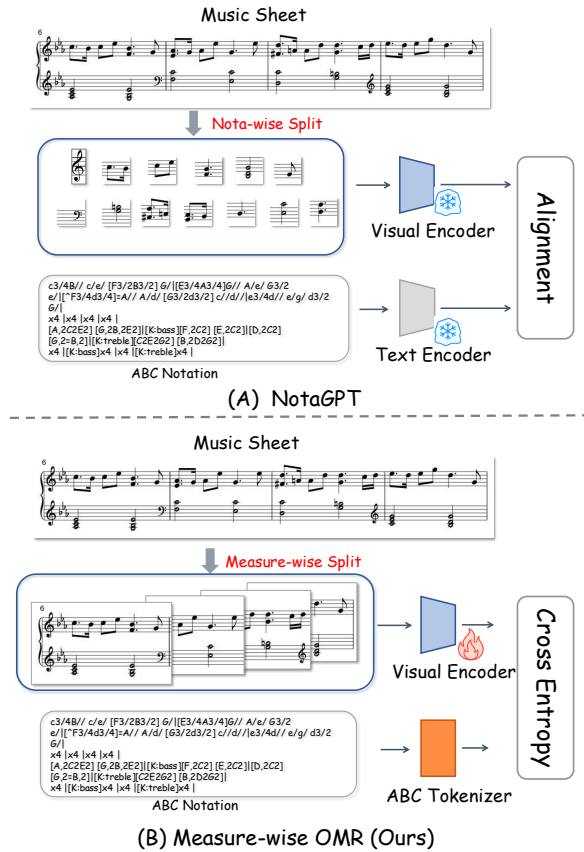 Music Sheet
6
Nota-wise Split
Visual Encoder
c3/4B// c/e/ [F3/2B3/2] G/|[E3/4A3/4]G// A/e/ G3/2
e/|[^F3/4d3/4]=A// A/d/ [G3/2d3/2] c//d//|e3/4d// e/g/ d3/2
G/|
x4 |x4 |x4 |x4 |
[A,2C2E2] [G,2B,2E2]|[K:bass][F,2C2] [E,2C2]|[D,2C2]
[G,2=B,2]|[K:treble][C2E2G2] [B,2D2G2]|
x4 |[K:bass]x4 |x4 |[K:treble]x4 |
ABC Notation
Text Encoder
Alignment
(A) NotaGPT
Music Sheet
6
Measure-wise Split
6
Visual Encoder
c3/4B// c/e/ [F3/2B3/2] G/|[E3/4A3/4]G// A/e/ G3/2
e/|[^F3/4d3/4]=A// A/d/ [G3/2d3/2] c//d//|e3/4d// e/g/ d3/2
G/|
x4 |x4 |x4 |x4 |
[A,2C2E2] [G,2B,2E2]|[K:bass][F,2C2] [E,2C2]|[D,2C2]
[G,2=B,2]|[K:treble][C2E2G2] [B,2D2G2]|
x4 |[K:bass]x4 |x4 |[K:treble]x4 |
ABC Notation
ABC Tokenizer
Cross Entropy
(B) Measure-wise OMR (Ours)